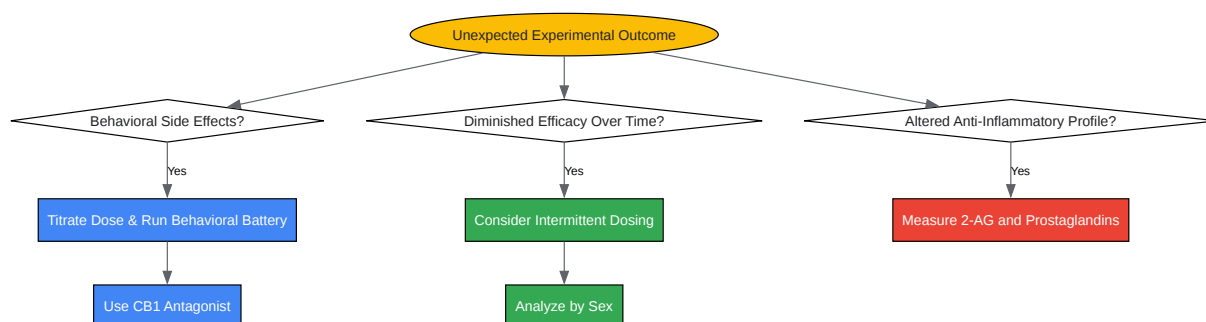 Unexpected Experimental Outcome
Behavioral Side Effects?
Diminished Efficacy Over Time?
Altered Anti-Inflammatory Profile?
Yes
Yes
Yes
Titrate Dose & Run Behavioral Battery
Consider Intermittent Dosing
Measure 2-AG and Prostaglandins
Use CB1 Antagonist
Analyze by Sex